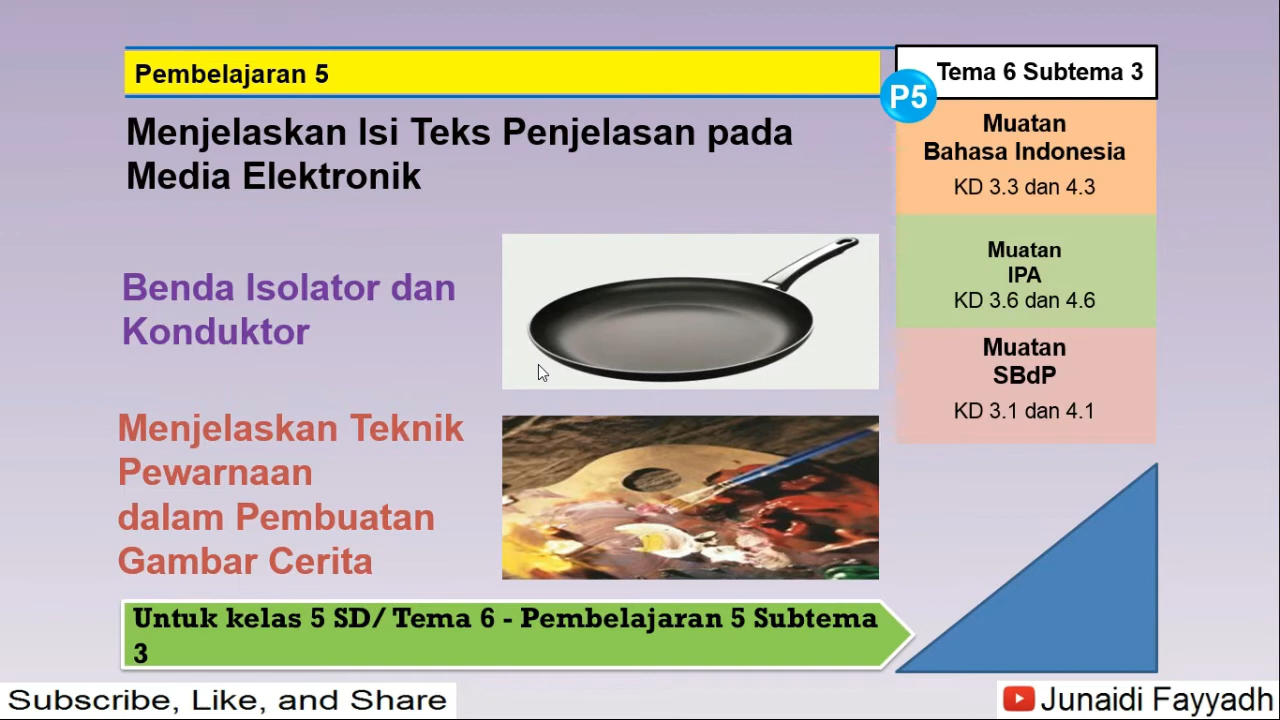 Pembelajaran 5
Tema 6 Subtema 3
P5
Menjelaskan Isi Teks Penjelasan pada
Media Elektronik
Muatan
Bahasa Indonesia
KD 3.3 dan 4.3
Benda Isolator dan
Konduktor
Muatan
IPA
KD 3.6 dan 4.6
Muatan
SBdP
KD 3.1 dan 4.1
Menjelaskan Teknik
Pewarnaan
dalam Pembuatan
Gambar Cerita
Untuk kelas 5 SD/ Tema 6 - Pembelajaran 5 Subtema
3
Subscribe, Like, and Share
Junaidi Fayyadh